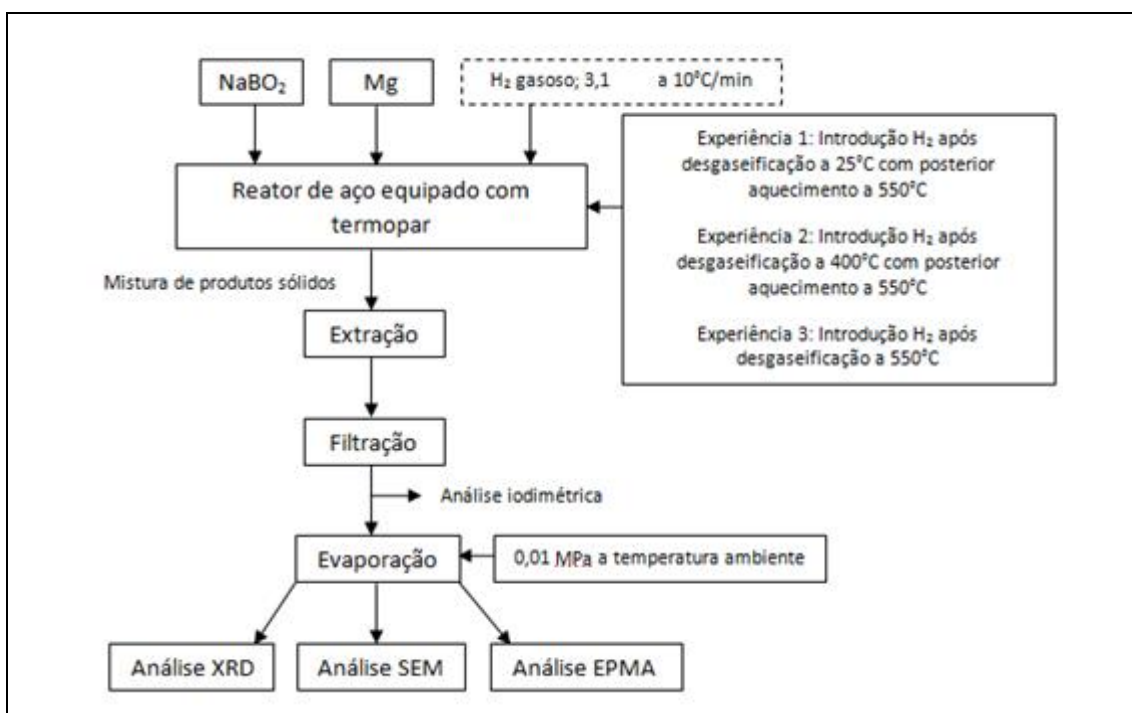 NaBO₂
Mg
H₂ gasoso; 3,1 a 10°C/min
Experiência 1: Introdução H₂ após
desgaseificação a 25°C com posterior
aquecimento a 550°C
Reator de aço equipado com
termopar
Experiência 2: Introdução H₂ após
desgaseificação a 400°C com posterior
aquecimento a 550°C
Experiência 3: Introdução H₂ após
desgaseificação a 550°C
Mistura de produtos sólidos
Extração
Filtração
Análise iodimétrica
Evaporação
0,01 MPa a temperatura ambiente
Análise XRD
Análise SEM
Análise EPMA